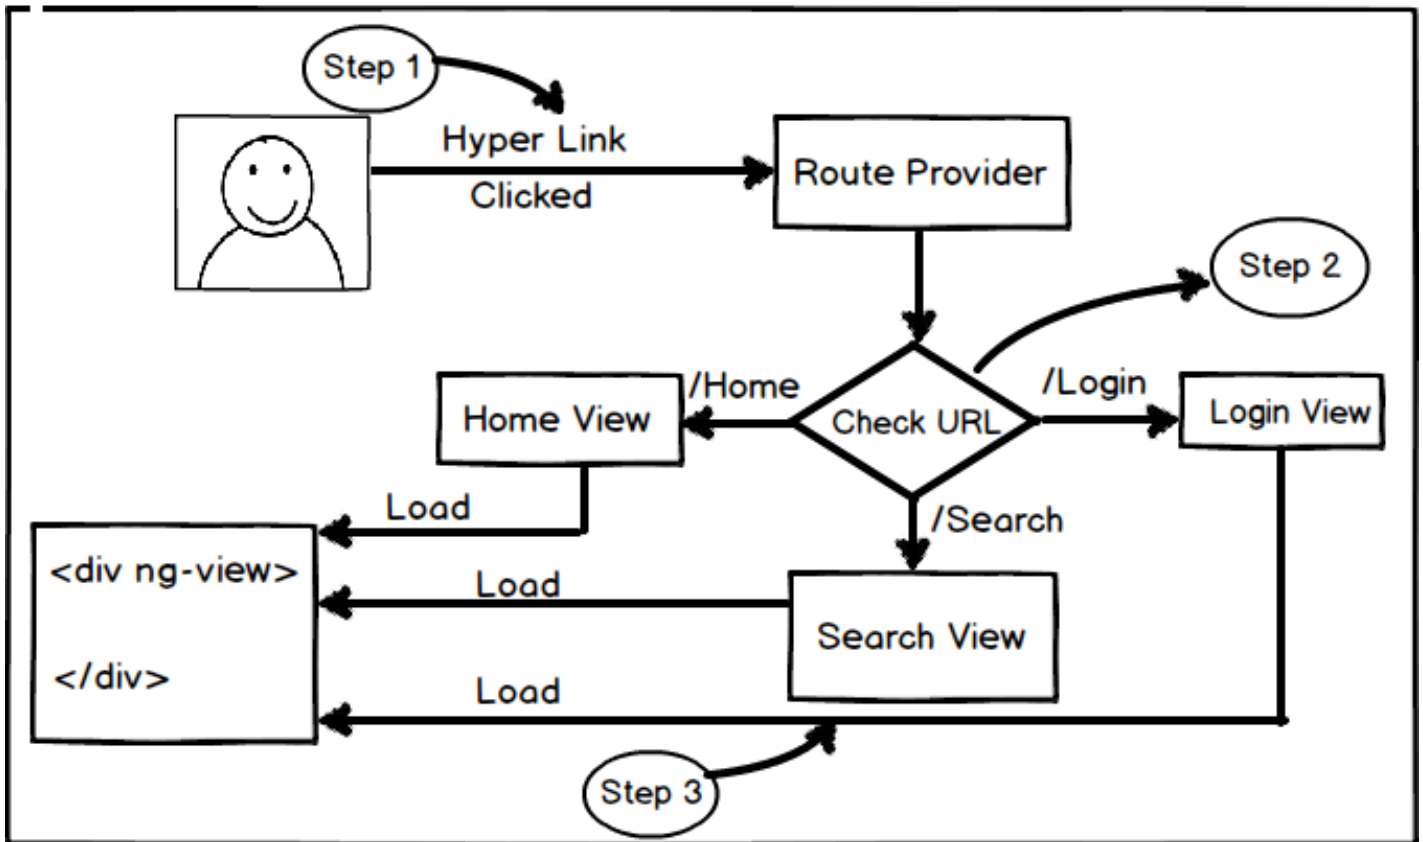 Step 1
Hyper Link
Clicked
Route Provider
Step 2
/Home
/Login
Home View
Check URL
Login View
Load
/Search
<div ng-view>
Load
Search View
</div>
Load
Step 3